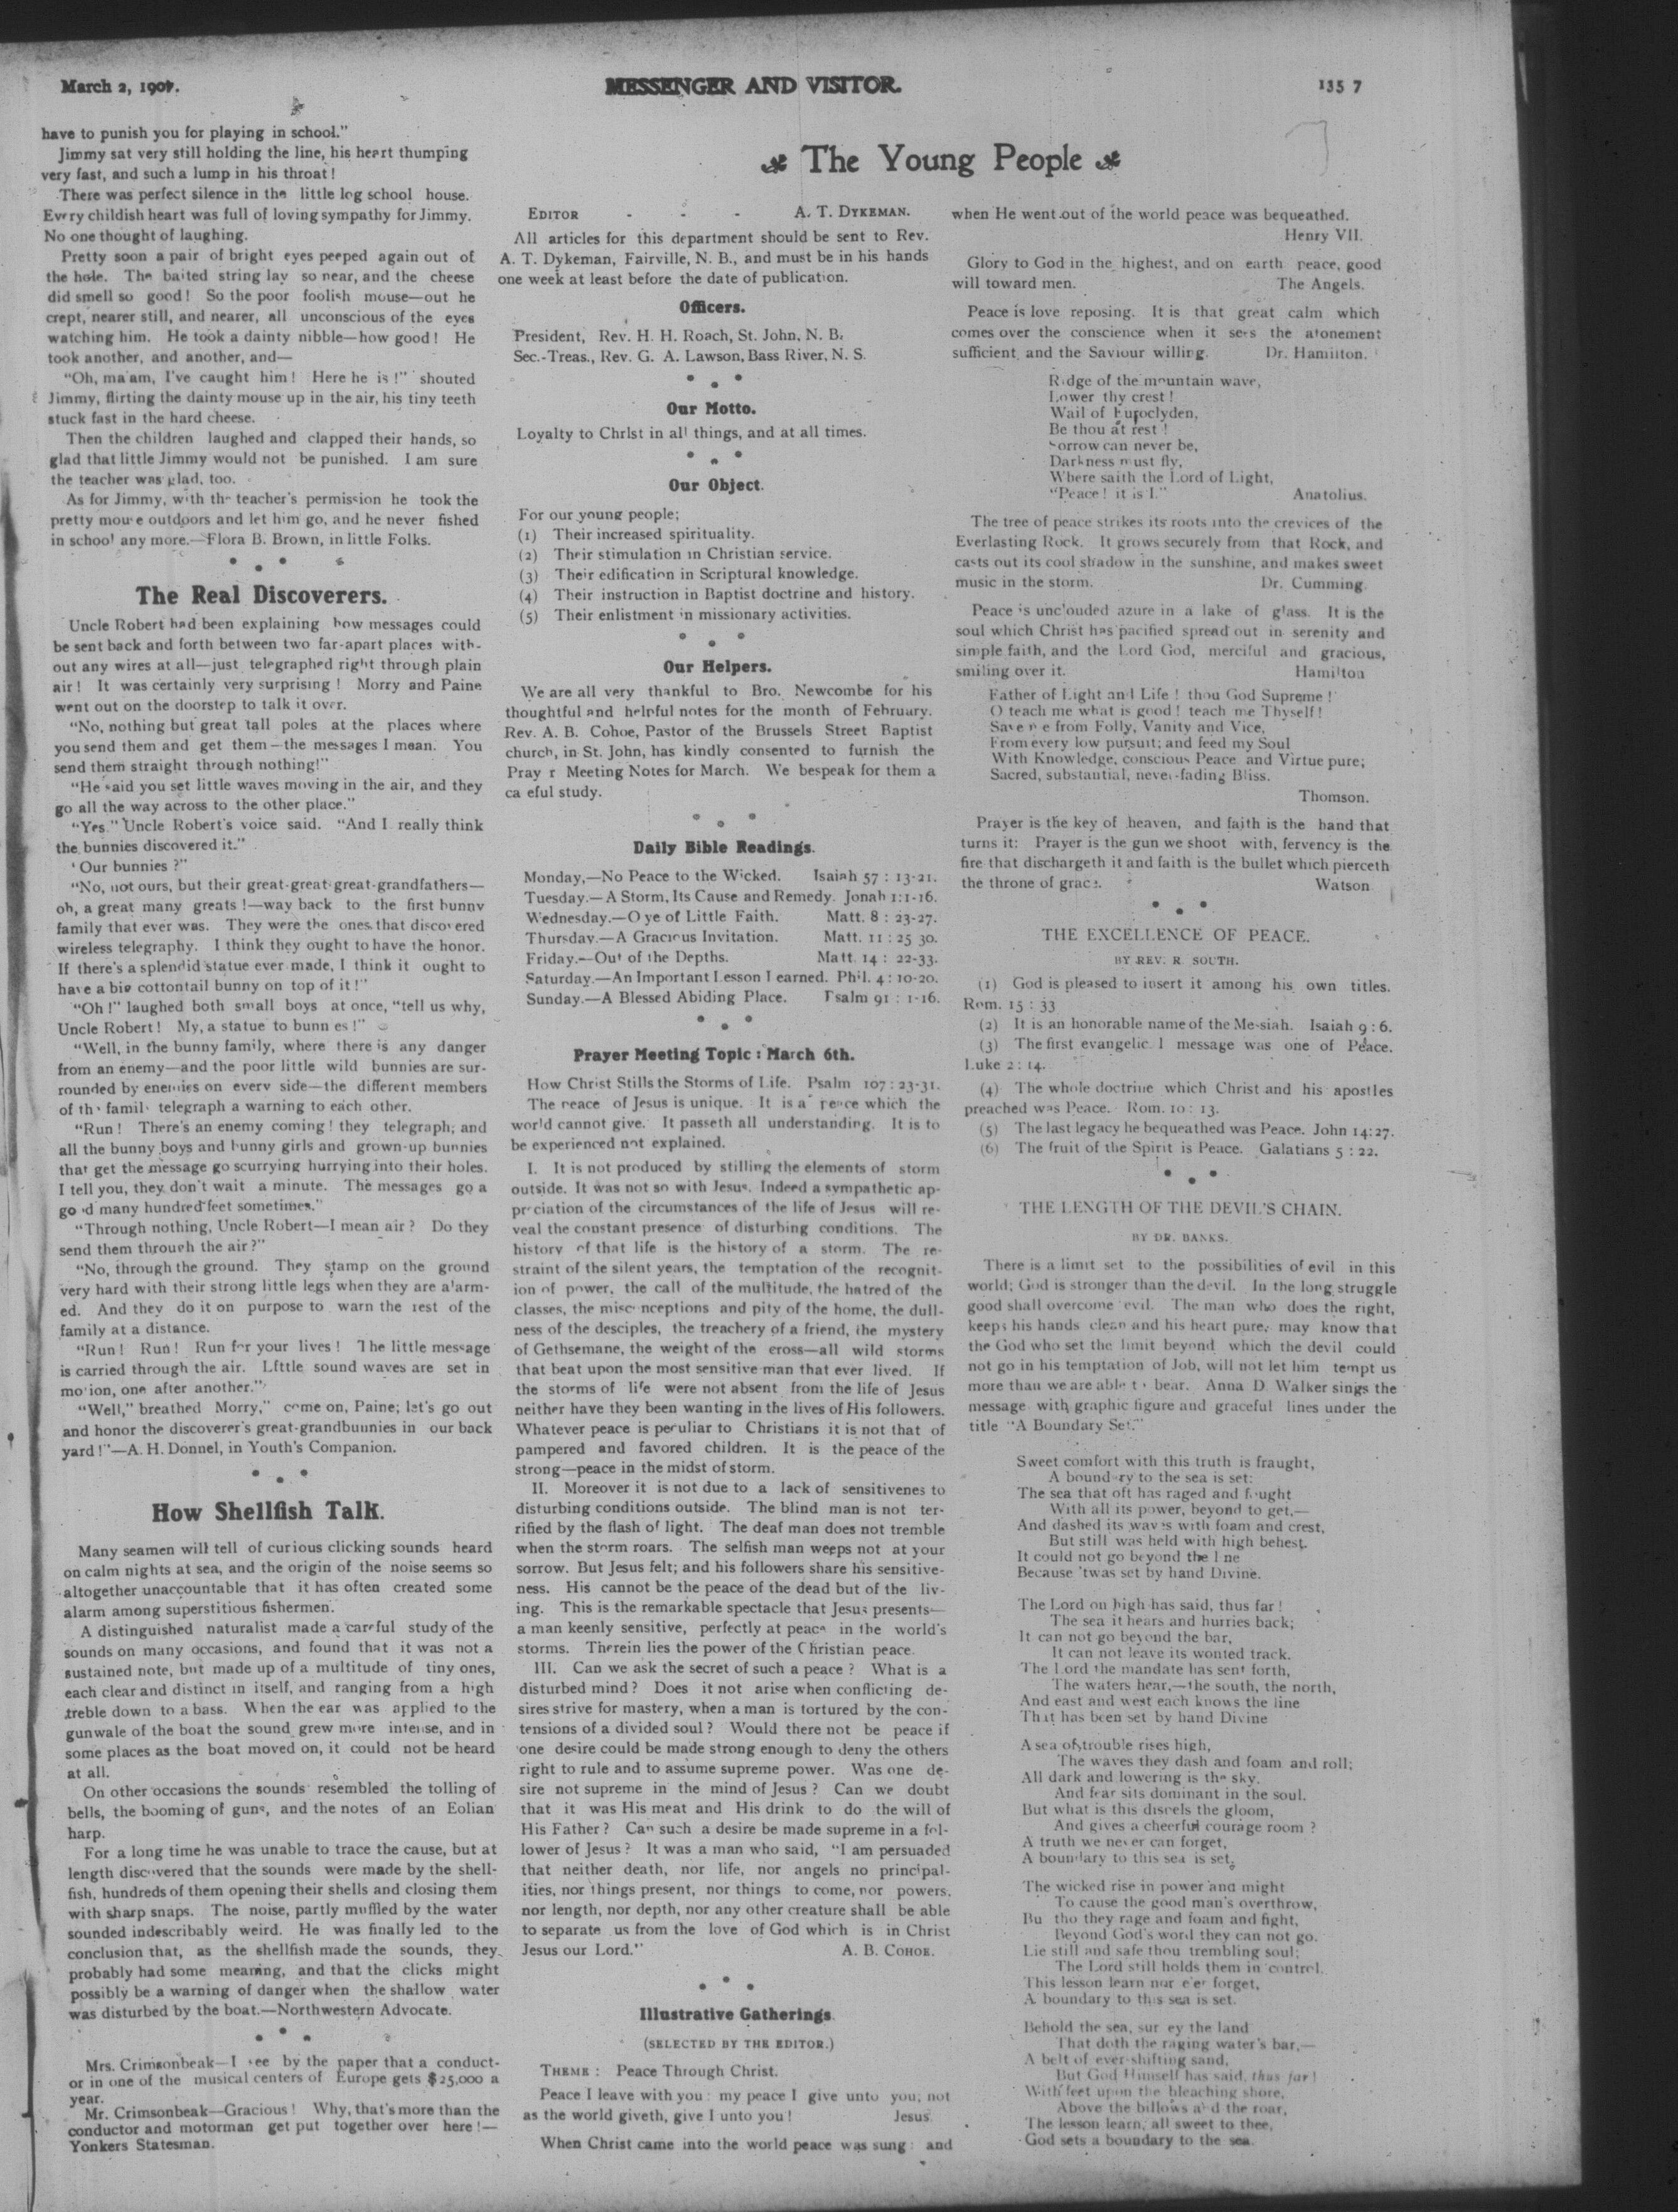 March 2, 1904.
MESSENGER AND VISITOR.
135 7
have to punish you for playing in school."
Jimmy sat very still holding the line, his heart thumping
very fast, and such a lump in his throat!
There was perfect silence in the little log school house.
Every childish heart was full of loving sympathy for Jimmy.
No one thought of laughing.
Pretty soon a pair of bright eyes peeped again out of
the hole. The baited string lay so near, and the cheese
did smell so good! So the poor foolish mouse—out he
crept, nearer still, and nearer, all unconscious of the eyes
watching him. He took a dainty nibble—how good! He
took another, and another, and—
"Oh, ma'am, I've caught him! Here he is!" shouted
Jimmy, flirting the dainty mouse up in the air, his tiny teeth
stuck fast in the hard cheese.
Then the children laughed and clapped their hands, so
glad that little Jimmy would not be punished. I am sure
the teacher was glad, too.
As for Jimmy, with the teacher's permission he took the
pretty mouse outdoors and let him go, and he never fished
in school any more.—Flora B. Brown, in little Folks.
The Real Discoverers.
Uncle Robert had been explaining how messages could
be sent back and forth between two far-apart places with-
out any wires at all—just telegraphed right through plain
air! It was certainly very surprising! Morry and Paine
went out on the doorstep to talk it over.
"No, nothing but great tall poles at the places where
you send them and get them—the messages I mean. You
send them straight through nothing!"
"He said you set little waves moving in the air, and they
go all the way across to the other place."
"Yes." Uncle Robert's voice said. "And I really think
the bunnies discovered it."
'Our bunnies?"
"No, not ours, but their great-great-great-grandfathers—
oh, a great many greats!—way back to the first bunny
family that ever was. They were the ones that discovered
wireless telegraphy. I think they ought to have the honor.
If there's a splendid statue ever made, I think it ought to
have a big cottontail bunny on top of it!"
"Oh!" laughed both small boys at once, "tell us why,
Uncle Robert! My, a statue to bunn es!"
"Well, in the bunny family, where there is any danger
from an enemy—and the poor little wild bunnies are sur-
rounded by enemies on every side—the different members
of the family telegraph a warning to each other.
"Run! There's an enemy coming! they telegraph; and
all the bunny boys and bunny girls and grown-up bunnies
that get the message go scurrying hurrying into their holes.
I tell you, they don't wait a minute. The messages go a
good many hundred feet sometimes."
"Through nothing, Uncle Robert—I mean air? Do they
send them through the air?"
"No, through the ground. They stamp on the ground
very hard with their strong little legs when they are alarm-
ed. And they do it on purpose to warn the rest of the
family at a distance.
"Run! Run! Run for your lives! The little message
is carried through the air. Lfttle sound waves are set in
motion, one after another."
"Well," breathed Morry," come on, Paine; let's go out
and honor the discoverer's great-grandbunnies in our back
yard!"—A. H. Donnel, in Youth's Companion.
How Shellfish Talk.
Many seamen will tell of curious clicking sounds heard
on calm nights at sea, and the origin of the noise seems so
altogether unaccountable that it has often created some
alarm among superstitious fishermen.
A distinguished naturalist made a careful study of the
sounds on many occasions, and found that it was not a
sustained note, but made up of a multitude of tiny ones,
each clear and distinct in itself, and ranging from a high
treble down to a bass. When the ear was applied to the
gunwale of the boat the sound grew more intense, and in
some places as the boat moved on, it could not be heard
at all.
On other occasions the sounds resembled the tolling of
bells, the booming of guns, and the notes of an Eolian
harp.
For a long time he was unable to trace the cause, but at
length discovered that the sounds were made by the shell-
fish, hundreds of them opening their shells and closing them
with sharp snaps. The noise, partly muffled by the water
sounded indescribably weird. He was finally led to the
conclusion that, as the shellfish made the sounds, they
probably had some meaning, and that the clicks might
possibly be a warning of danger when the shallow water
was disturbed by the boat.—Northwestern Advocate.
Mrs. Crimsonbeak—I see by the paper that a conduct-
or in one of the musical centers of Europe gets $25,000 a
year.
Mr. Crimsonbeak—Gracious! Why, that's more than the
conductor and motorman get put together over here!—
Yonkers Statesman.
The Young People
EDITOR - - - A. T. DYKEMAN.
All articles for this department should be sent to Rev.
A. T. Dykeman, Fairville, N. B., and must be in his hands
one week at least before the date of publication.
Officers.
President, Rev. H. H. Roach, St. John, N. B.
Sec.-Treas., Rev. G. A. Lawson, Bass River, N. S.
Our Motto.
Loyalty to Christ in all things, and at all times.
Our Object.
For our young people;
(1) Their increased spirituality.
(2) Their stimulation in Christian service.
(3) Their edification in Scriptural knowledge.
(4) Their instruction in Baptist doctrine and history.
(5) Their enlistment in missionary activities.
Our Helpers.
We are all very thankful to Bro. Newcombe for his
thoughtful and helpful notes for the month of February.
Rev. A. B. Cohoe, Pastor of the Brussels Street Baptist
church, in St. John, has kindly consented to furnish the
Pray r Meeting Notes for March. We bespeak for them a
ca eful study.
Daily Bible Readings.
Monday,—No Peace to the Wicked. Isaiah 57 : 13-21.
Tuesday.—A Storm, Its Cause and Remedy. Jonah 1:1-16.
Wednesday.—O ye of Little Faith. Matt. 8 : 23-27.
Thursday.—A Gracious Invitation. Matt. 11 : 25 30.
Friday.—Out of the Depths. Matt. 14 : 22-33.
Saturday.—An Important Lesson Learned. Phil. 4 : 10-20.
Sunday.—A Blessed Abiding Place. Psalm 91 : 1-16.
Prayer Meeting Topic : March 6th.
How Christ Stills the Storms of Life. Psalm 107 : 23-31.
The peace of Jesus is unique. It is a peace which the
world cannot give. It passeth all understanding. It is to
be experienced not explained.
I. It is not produced by stilling the elements of storm
outside. It was not so with Jesus. Indeed a sympathetic ap-
preciation of the circumstances of the life of Jesus will re-
veal the constant presence of disturbing conditions. The
history of that life is the history of a storm. The re-
straint of the silent years, the temptation of the recognit-
ion of power, the call of the multitude, the hatred of the
classes, the misconceptions and pity of the home, the dull-
ness of the desciples, the treachery of a friend, the mystery
of Gethsemane, the weight of the cross—all wild storms
that beat upon the most sensitive man that ever lived. If
the storms of life were not absent from the life of Jesus
neither have they been wanting in the lives of His followers.
Whatever peace is peculiar to Christians it is not that of
pampered and favored children. It is the peace of the
strong—peace in the midst of storm.
II. Moreover it is not due to a lack of sensitivenes to
disturbing conditions outside. The blind man is not ter-
rified by the flash of light. The deaf man does not tremble
when the storm roars. The selfish man weeps not at your
sorrow. But Jesus felt; and his followers share his sensitive-
ness. His cannot be the peace of the dead but of the liv-
ing. This is the remarkable spectacle that Jesus presents—
a man keenly sensitive, perfectly at peace in the world's
storms. Therein lies the power of the Christian peace.
III. Can we ask the secret of such a peace? What is a
disturbed mind? Does it not arise when conflicting de-
sires strive for mastery, when a man is tortured by the con-
tensions of a divided soul? Would there not be peace if
one desire could be made strong enough to deny the others
right to rule and to assume supreme power. Was one de-
sire not supreme in the mind of Jesus? Can we doubt
that it was His meat and His drink to do the will of
His Father? Can such a desire be made supreme in a fol-
lower of Jesus? It was a man who said, "I am persuaded
that neither death, nor life, nor angels no principal-
ities, nor things present, nor things to come, nor powers,
nor length, nor depth, nor any other creature shall be able
to separate us from the love of God which is in Christ
Jesus our Lord." A. B. COHOE.
Illustrative Gatherings.
(SELECTED BY THE EDITOR.)
THEME : Peace Through Christ.
Peace I leave with you : my peace I give unto you; not
as the world giveth, give I unto you! Jesus.
When Christ came into the world peace was sung : and
when He went out of the world peace was bequeathed.
Henry VII.
Glory to God in the highest, and on earth peace, good
will toward men. The Angels.
Peace is love reposing. It is that great calm which
comes over the conscience when it sees the atonement
sufficient and the Saviour willing. Dr. Hamilton.
Ridge of the mountain wave,
Lower thy crest!
Wail of Euroclyden,
Be thou at rest!
Sorrow can never be,
Darkness must fly,
Where saith the Lord of Light,
"Peace! it is I." Anatolius.
The tree of peace strikes its roots into the crevices of the
Everlasting Rock. It grows securely from that Rock, and
casts out its cool shadow in the sunshine, and makes sweet
music in the storm. Dr. Cumming.
Peace is unclouded azure in a lake of glass. It is the
soul which Christ has pacified spread out in serenity and
simple faith, and the Lord God, merciful and gracious,
smiling over it. Hamilton
Father of Light and Life! thou God Supreme!
O teach me what is good! teach me Thyself!
Save me from Folly, Vanity and Vice,
From every low pursuit; and feed my Soul
With Knowledge, conscious Peace and Virtue pure;
Sacred, substantial, never-fading Bliss.
Thomson.
Prayer is the key of heaven, and faith is the hand that
turns it: Prayer is the gun we shoot with, fervency is the
fire that dischargeth it and faith is the bullet which pierceth
the throne of grace. Watson
THE EXCELLENCE OF PEACE.
BY REV. R. SOUTH.
(1) God is pleased to insert it among his own titles.
Rom. 15 : 33
(2) It is an honorable name of the Messiah. Isaiah 9 : 6.
(3) The first evangelic l message was one of Peace.
Luke 2 : 14.
(4) The whole doctrine which Christ and his apostles
preached was Peace. Rom. 10 : 13.
(5) The last legacy he bequeathed was Peace. John 14:27.
(6) The fruit of the Spirit is Peace. Galatians 5 : 22.
THE LENGTH OF THE DEVIL'S CHAIN.
BY DR. BANKS.
There is a limit set to the possibilities of evil in this
world; God is stronger than the devil. In the long struggle
good shall overcome evil. The man who does the right,
keeps his hands clean and his heart pure, may know that
the God who set the limit beyond which the devil could
not go in his temptation of Job, will not let him tempt us
more than we are able to bear. Anna D. Walker sings the
message with graphic figure and graceful lines under the
title "A Boundary Set."
Sweet comfort with this truth is fraught,
A boundary to the sea is set:
The sea that oft has raged and fought
With all its power, beyond to get,—
And dashed its waves with foam and crest,
But still was held with high behest.
It could not go beyond the l ne
Because 'twas set by hand Divine.
The Lord on high has said, thus far!
The sea it hears and hurries back;
It can not go beyond the bar,
It can not leave its wonted track.
The Lord the mandate has sent forth,
The waters hear,—the south, the north,
And east and west each knows the line
That has been set by hand Divine
A sea of trouble rises high,
The waves they dash and foam and roll;
All dark and lowering is the sky.
And fear sits dominant in the soul.
But what is this dispels the gloom,
And gives a cheerful courage room?
A truth we never can forget,
A boundary to this sea is set.
The wicked rise in power and might
To cause the good man's overthrow,
Bu tho they rage and foam and fight,
Beyond God's word they can not go.
Lie still and safe thou trembling soul;
The Lord still holds them in control.
This lesson learn nor e'er forget,
A boundary to this sea is set.
Behold the sea, sur ey the land
That doth the raging water's bar,—
A belt of ever-shifting sand,
But God Himself has said, thus far!
With feet upon the bleaching shore,
Above the billows and the roar,
The lesson learn, all sweet to thee,
God sets a boundary to the sea.